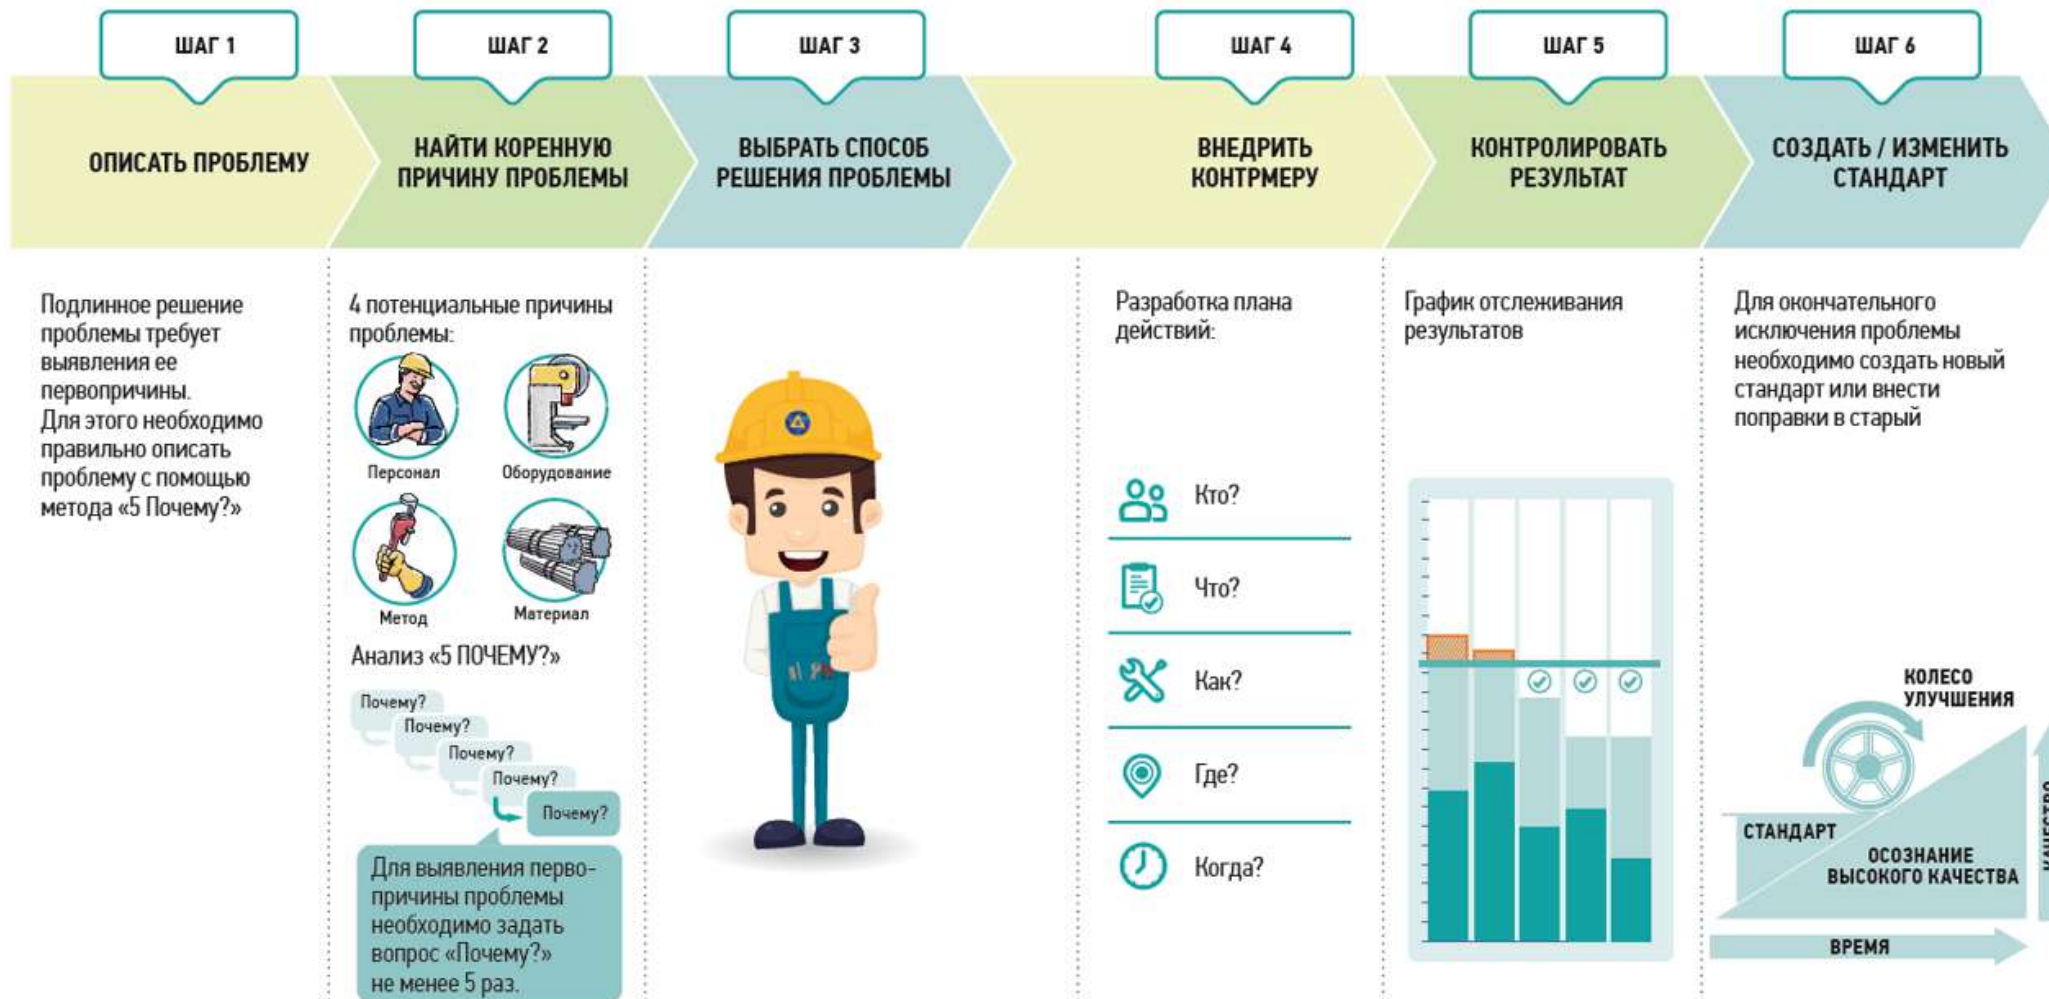 ШАГ 1
ШАГ 2
ШАГ 3
ШАГ 4
ШАГ 5
ШАГ 6
ОПИСАТЬ ПРОБЛЕМУ
НАЙТИ КОРЕННУЮ
ПРИЧИНУ ПРОБЛЕМЫ
ВЫБРАТЬ СПОСОБ
РЕШЕНИЯ ПРОБЛЕМЫ
ВНЕДРИТЬ
КОНТРМЕРУ
КОНТРОЛИРОВАТЬ
РЕЗУЛЬТАТ
СОЗДАТЬ / ИЗМЕНИТЬ
СТАНДАРТ
Подлинное решение
проблемы требует
выявления ее
первопричины.
Для этого необходимо
правильно описать
проблему с помощью
метода «5 Почему?»
4 потенциальные причины
проблемы:
Персонал
Оборудование
Метод
Материал
Анализ «5 ПОЧЕМУ?»
Почему?
Почему?
Почему?
Почему?
Почему?
Для выявления перво-
причины проблемы
необходимо задать
вопрос «Почему?»
не менее 5 раз.
Разработка плана
действий:
Кто?
Что?
Как?
Где?
Когда?
График отслеживания
результатов
Для окончательного
исключения проблемы
необходимо создать новый
стандарт или внести
поправки в старый
КОЛЕСО
УЛУЧШЕНИЯ
СТАНДАРТ
ОСОЗНАНИЕ
ВЫСОКОГО КАЧЕСТВА
КАЧЕСТВО
ВРЕМЯ